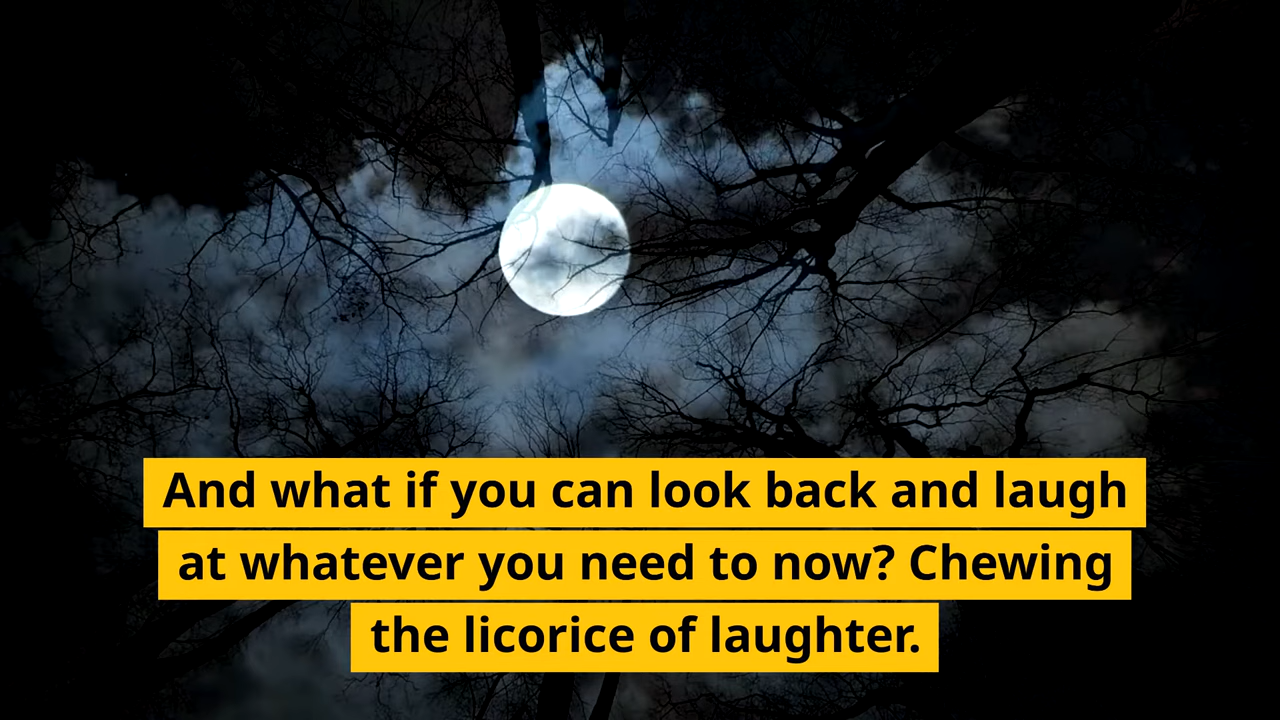 And what if you can look back and laugh
at whatever you need to now? Chewing
the licorice of laughter.